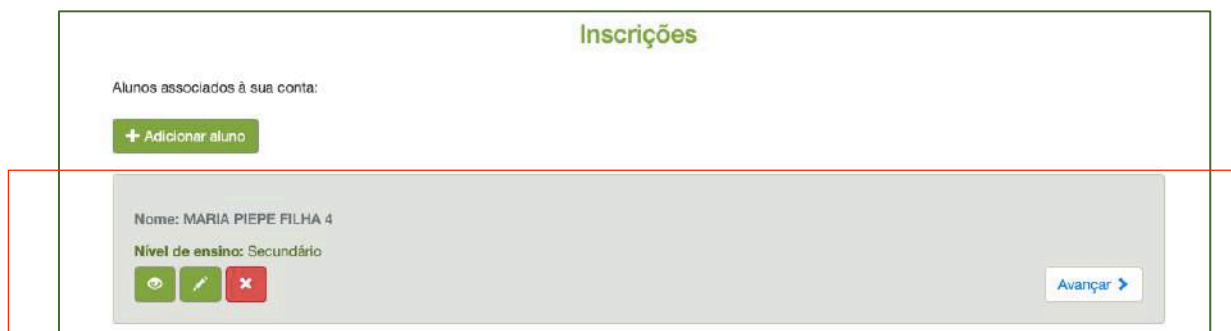 Inscrições
Alunos associados à sua conta:
Adicionar aluno
Nome: MARIA PIEPE FILHA 4
Nível de ensino: Secundário
Avançar